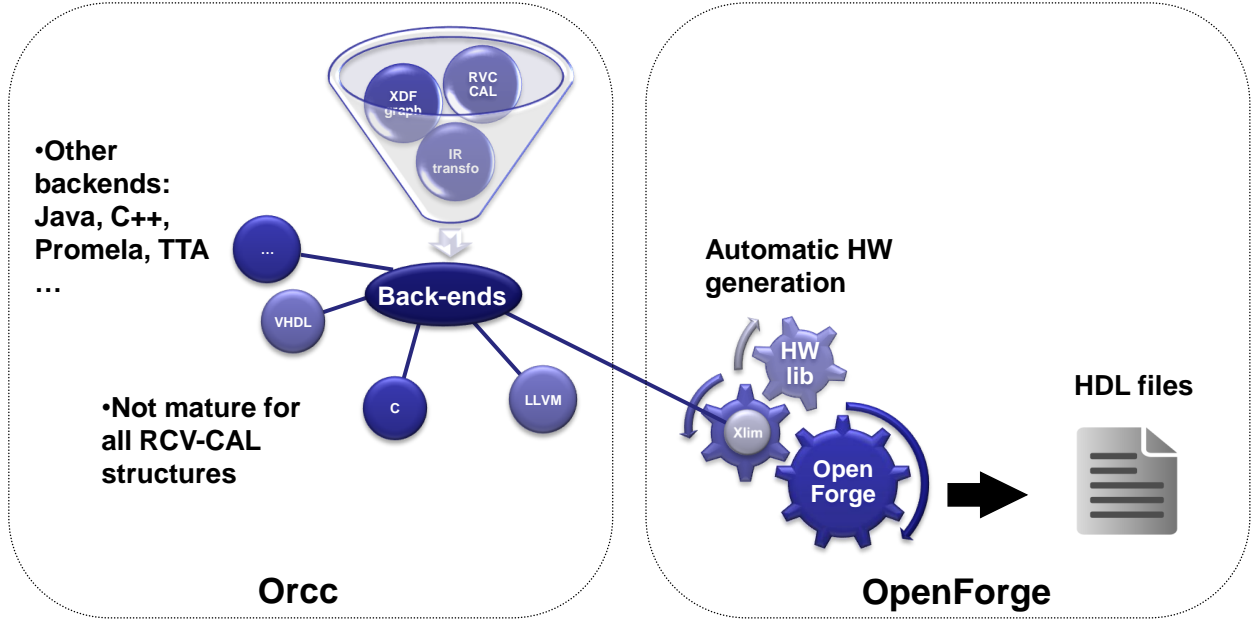 XDF
graph
RVC
CAL
IR
transfo
•Other
backends:
Java, C++,
Promela, TTA
…
…
Back-ends
VHDL
C
LLVM
•Not mature for
all RCV-CAL
structures
Orcc
Automatic HW
generation
HW
lib
Xlim
Open
Forge
HDL files
OpenForge